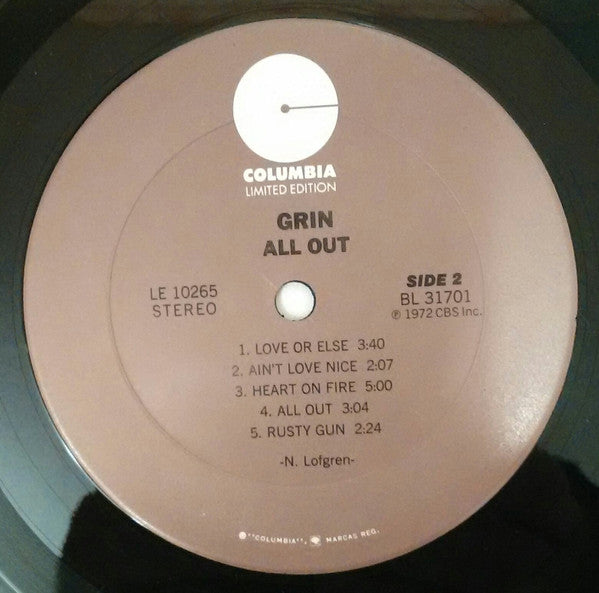 COLUMBIA
LIMITED EDITION
GRIN
ALL OUT
LE 10265
STEREO
SIDE 2
BL 31701
℗ 1972 CBS Inc.
1. LOVE OR ELSE 3:40
2. AIN'T LOVE NICE 2:07
3. HEART ON FIRE 5:00
4. ALL OUT 3:04
5. RUSTY GUN 2:24
-N. Lofgren-
"COLUMBIA", MARCAS REG.